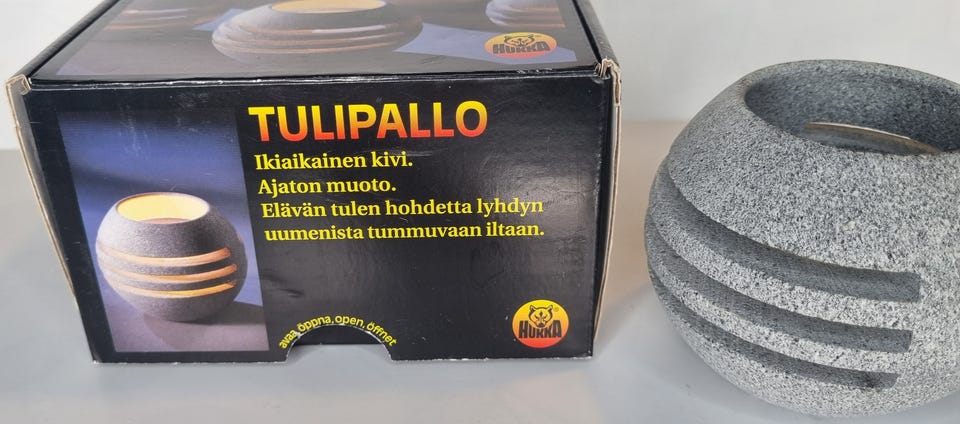 HUKKA
TULIPALLO
Ikiaikainen kivi.
Ajaton muoto.
Elävän tulen hohdetta lyhdyn
uumenista tummuvaan iltaan.
avaa, öppna, open, öffnet
HUKKA